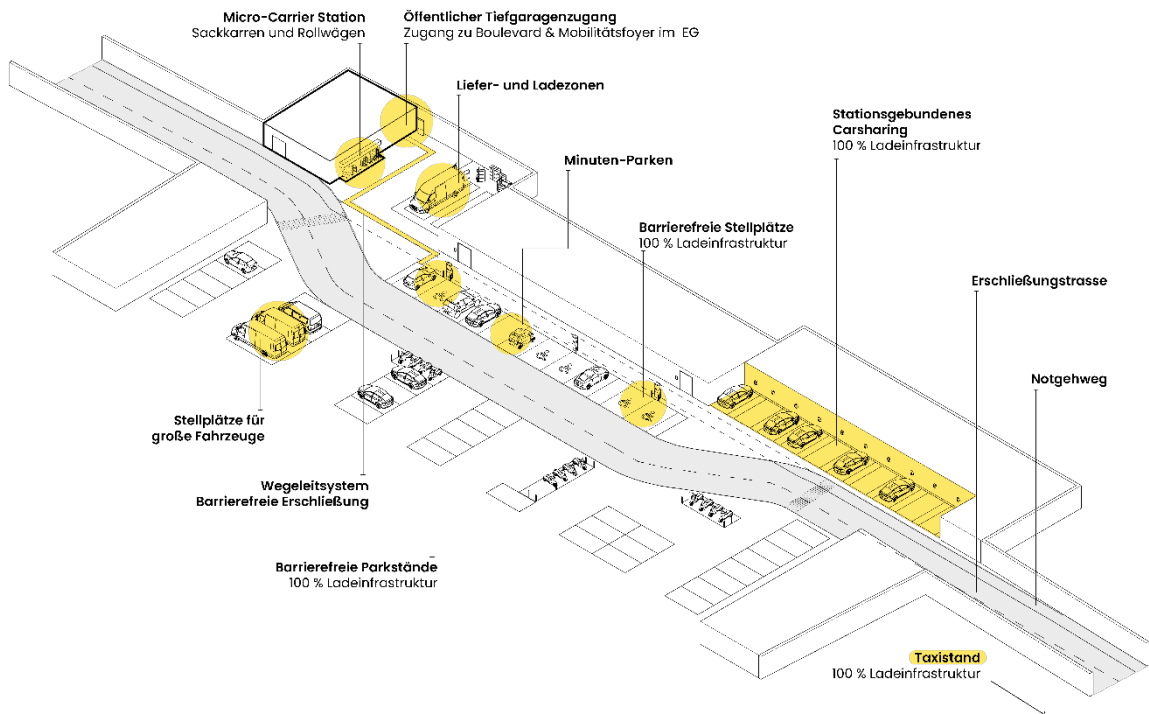 Micro-Carrier Station
Sackkarren und Rollwägen
Öffentlicher Tiefgaragenzugang
Zugang zu Boulevard & Mobilitätsfoyer im EG
Liefer- und Ladezonen
Stationsgebundenes
Carsharing
100 % Ladeinfrastruktur
Minuten-Parken
Barrierefreie Stellplätze
100 % Ladeinfrastruktur
Erschließungstrasse
Notgehweg
Stellplätze für
große Fahrzeuge
Wegeleitsystem
Barrierefreie Erschließung
Barrierefreie Parkstände
100 % Ladeinfrastruktur
Taxistand
100 % Ladeinfrastruktur